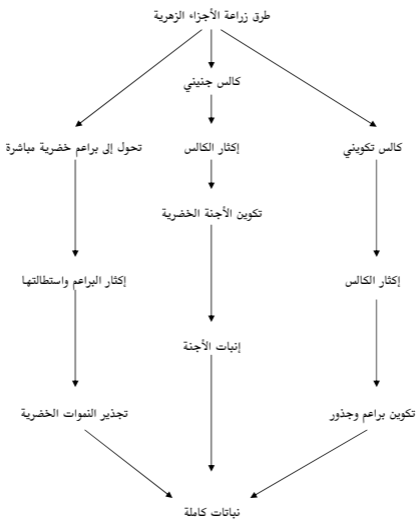 طرق زراعة الأجزاء الزهرية
كالس جنيني
كالس تكويني
إكثار الكالس
تحول إلى براعم خضرية مباشرة
تكوين الأجنة الخضرية
إكثار الكالس
إكثار البراعم واستطالتها
إنبات الأجنة
تكوين براعم وجذور
تجذير النموات الخضرية
نباتات كاملة